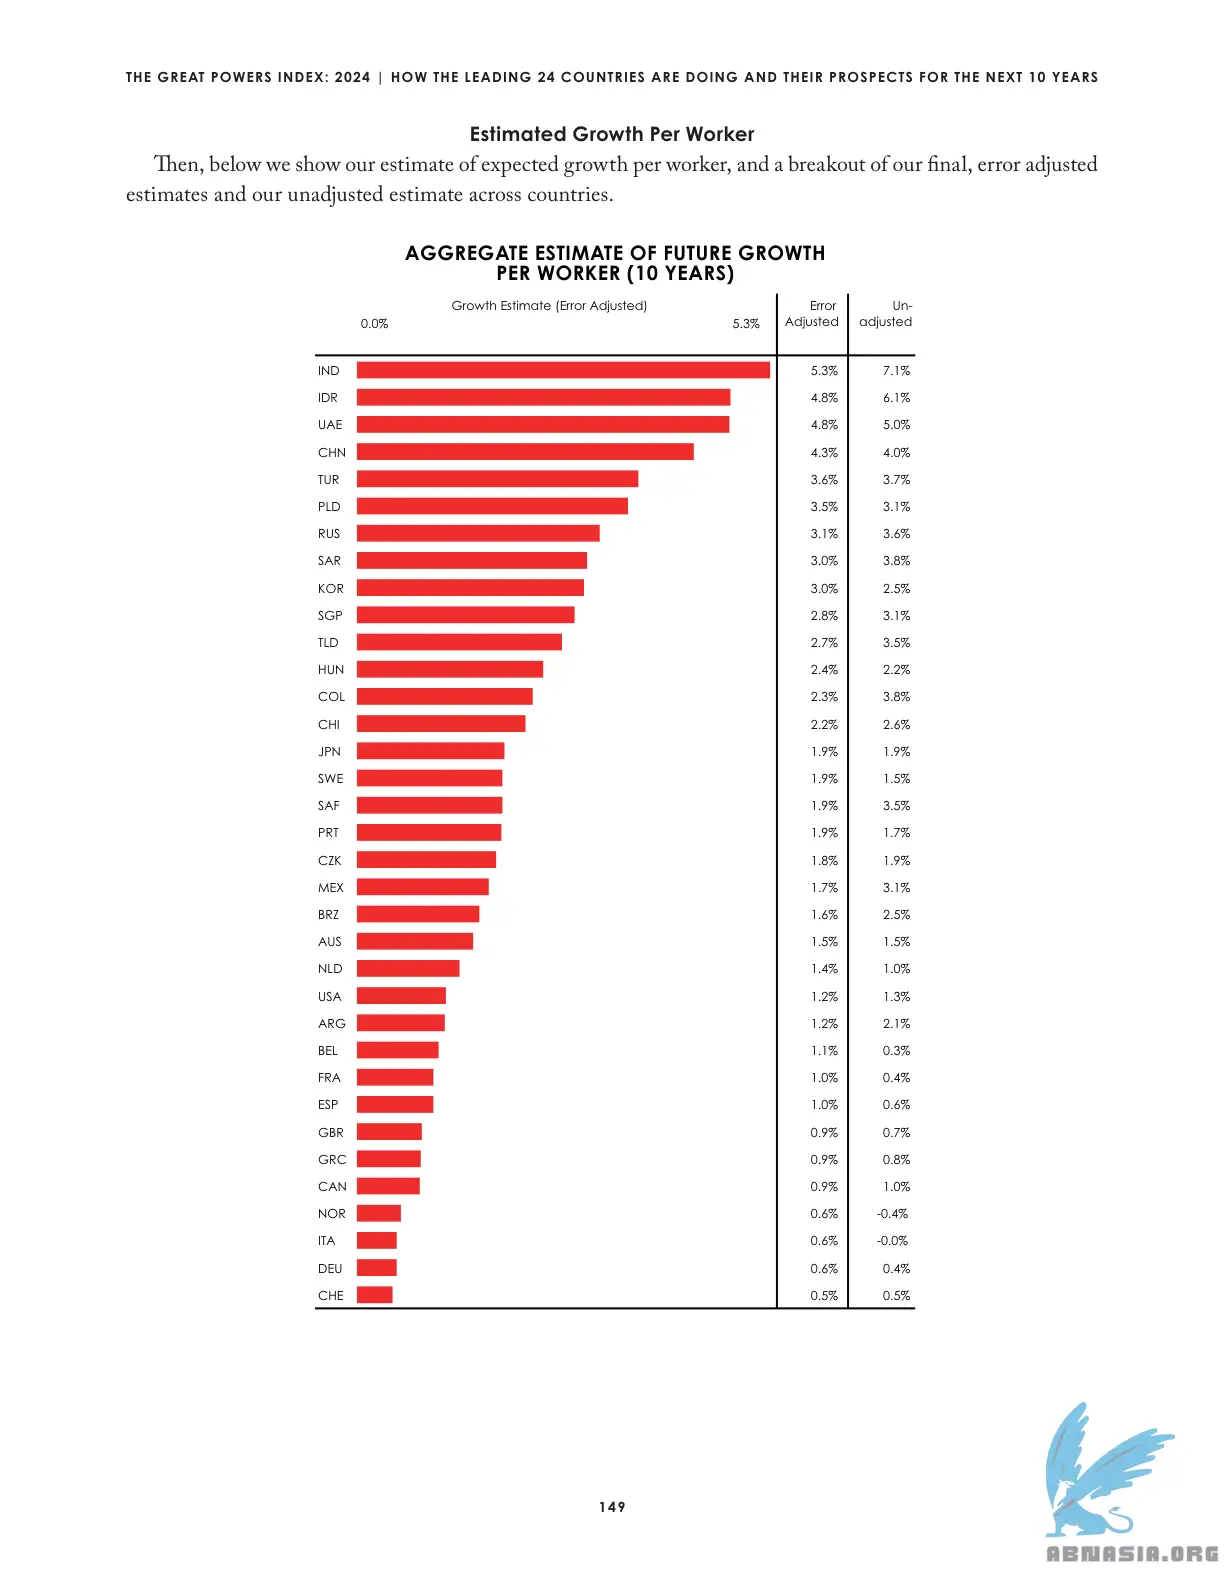 THE GREAT POWERS INDEX: 2024 | HOW THE LEADING 24 COUNTRIES ARE DOING AND THEIR PROSPECTS FOR THE NEXT 10 YEARS
Estimated Growth Per Worker
Then, below we show our estimate of expected growth per worker, and a breakout of our final, error adjusted
estimates and our unadjusted estimate across countries.
AGGREGATE ESTIMATE OF FUTURE GROWTH
PER WORKER (10 YEARS)
Growth Estimate (Error Adjusted) Error Un-
0.0% 5.3% Adjusted adjusted
IND 5.3% 7.1%
IDR 4.8% 6.1%
UAE 4.8% 5.0%
CHN 4.3% 4.0%
TUR 3.6% 3.7%
PLD 3.5% 3.1%
RUS 3.1% 3.6%
SAR 3.0% 3.8%
KOR 3.0% 2.5%
SGP 2.8% 3.1%
TLD 2.7% 3.5%
HUN 2.4% 2.2%
COL 2.3% 3.8%
CHI 2.2% 2.6%
JPN 1.9% 1.9%
SWE 1.9% 1.5%
SAF 1.9% 3.5%
PRT 1.9% 1.7%
CZK 1.8% 1.9%
MEX 1.7% 3.1%
BRZ 1.6% 2.5%
AUS 1.5% 1.5%
NLD 1.4% 1.0%
USA 1.2% 1.3%
ARG 1.2% 2.1%
BEL 1.1% 0.3%
FRA 1.0% 0.4%
ESP 1.0% 0.6%
GBR 0.9% 0.7%
GRC 0.9% 0.8%
CAN 0.9% 1.0%
NOR 0.6% -0.4%
ITA 0.6% -0.0%
DEU 0.6% 0.4%
CHE 0.5% 0.5%
149
ABNASIA.ORG